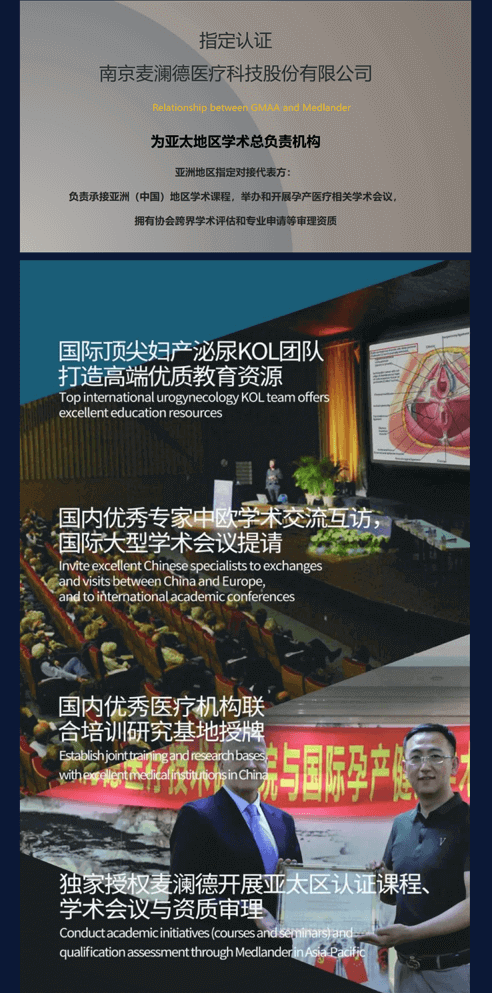 指定认证
南京麦澜德医疗科技股份有限公司
Relationship between GMAA and Medlander
为亚太地区学术总负责机构
亚洲地区指定对接代表方：
负责承接亚洲（中国）地区学术课程，举办和开展孕产医疗相关学术会议，
拥有协会跨界学术评估和专业申请等审理资质
国际顶尖妇产泌尿KOL团队
打造高端优质教育资源
Top international urogynecology KOL team offers
excellent education resources
国内优秀专家中欧学术交流互访，
国际大型学术会议提请
Invite excellent Chinese specialists to exchanges
and visits between China and Europe,
and to international academic conferences
国内优秀医疗机构联
合培训研究基地授牌
Establish joint training and research bases
with excellent medical institutions in China
院与国际孕产健
独家授权麦澜德开展亚太区认证课程、
学术会议与资质审理
Conduct academic initiatives (courses and seminars) and
qualification assessment through Medlander in Asia-Pacific